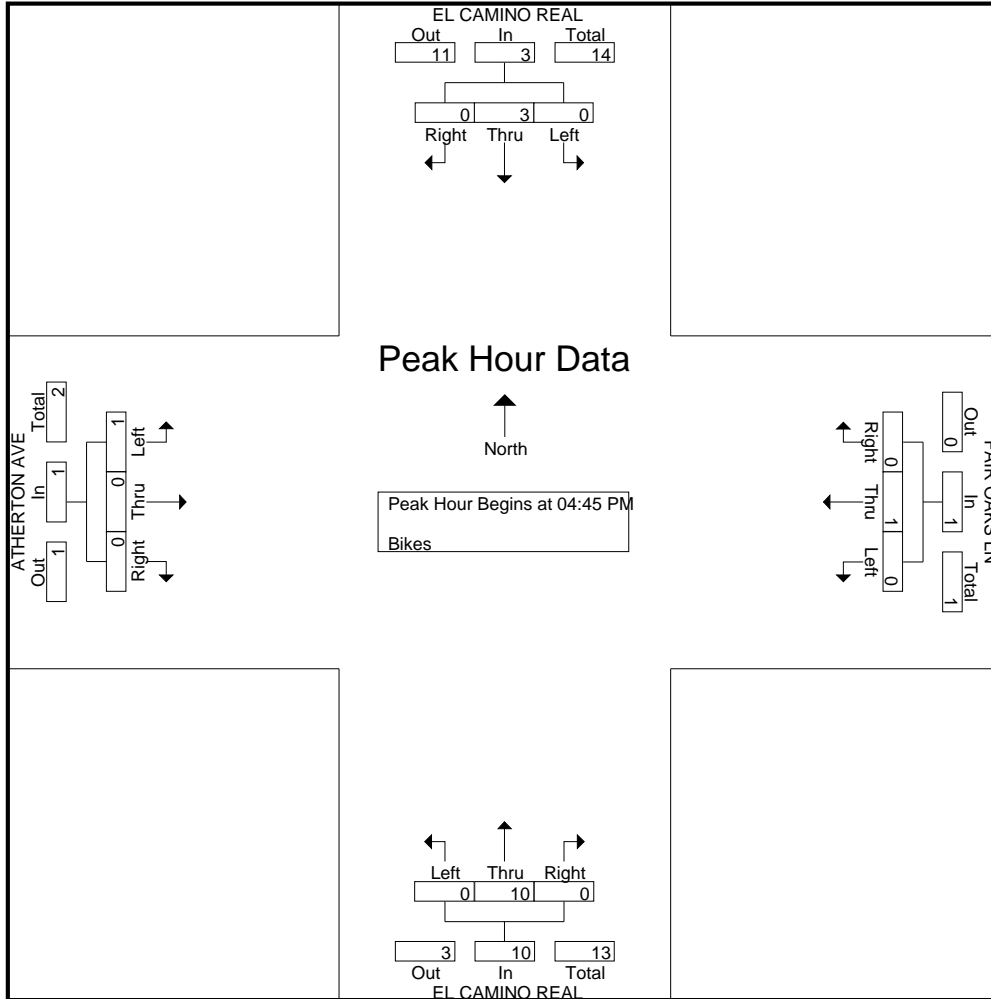 EL CAMINO REAL
Out In Total
11 3 14
0 3 0
Right Thru Left
Peak Hour Data
North
Peak Hour Begins at 04:45 PM
Bikes
ATHERTON AVE
Total In Out
2 1 1
1 0 0
Left Thru Right
Right Thru Left
0 1 0
Out In Total
0 1 1
LN
Left Thru Right
0 10 0
3 10 13
Out In Total
EL CAMINO REAL